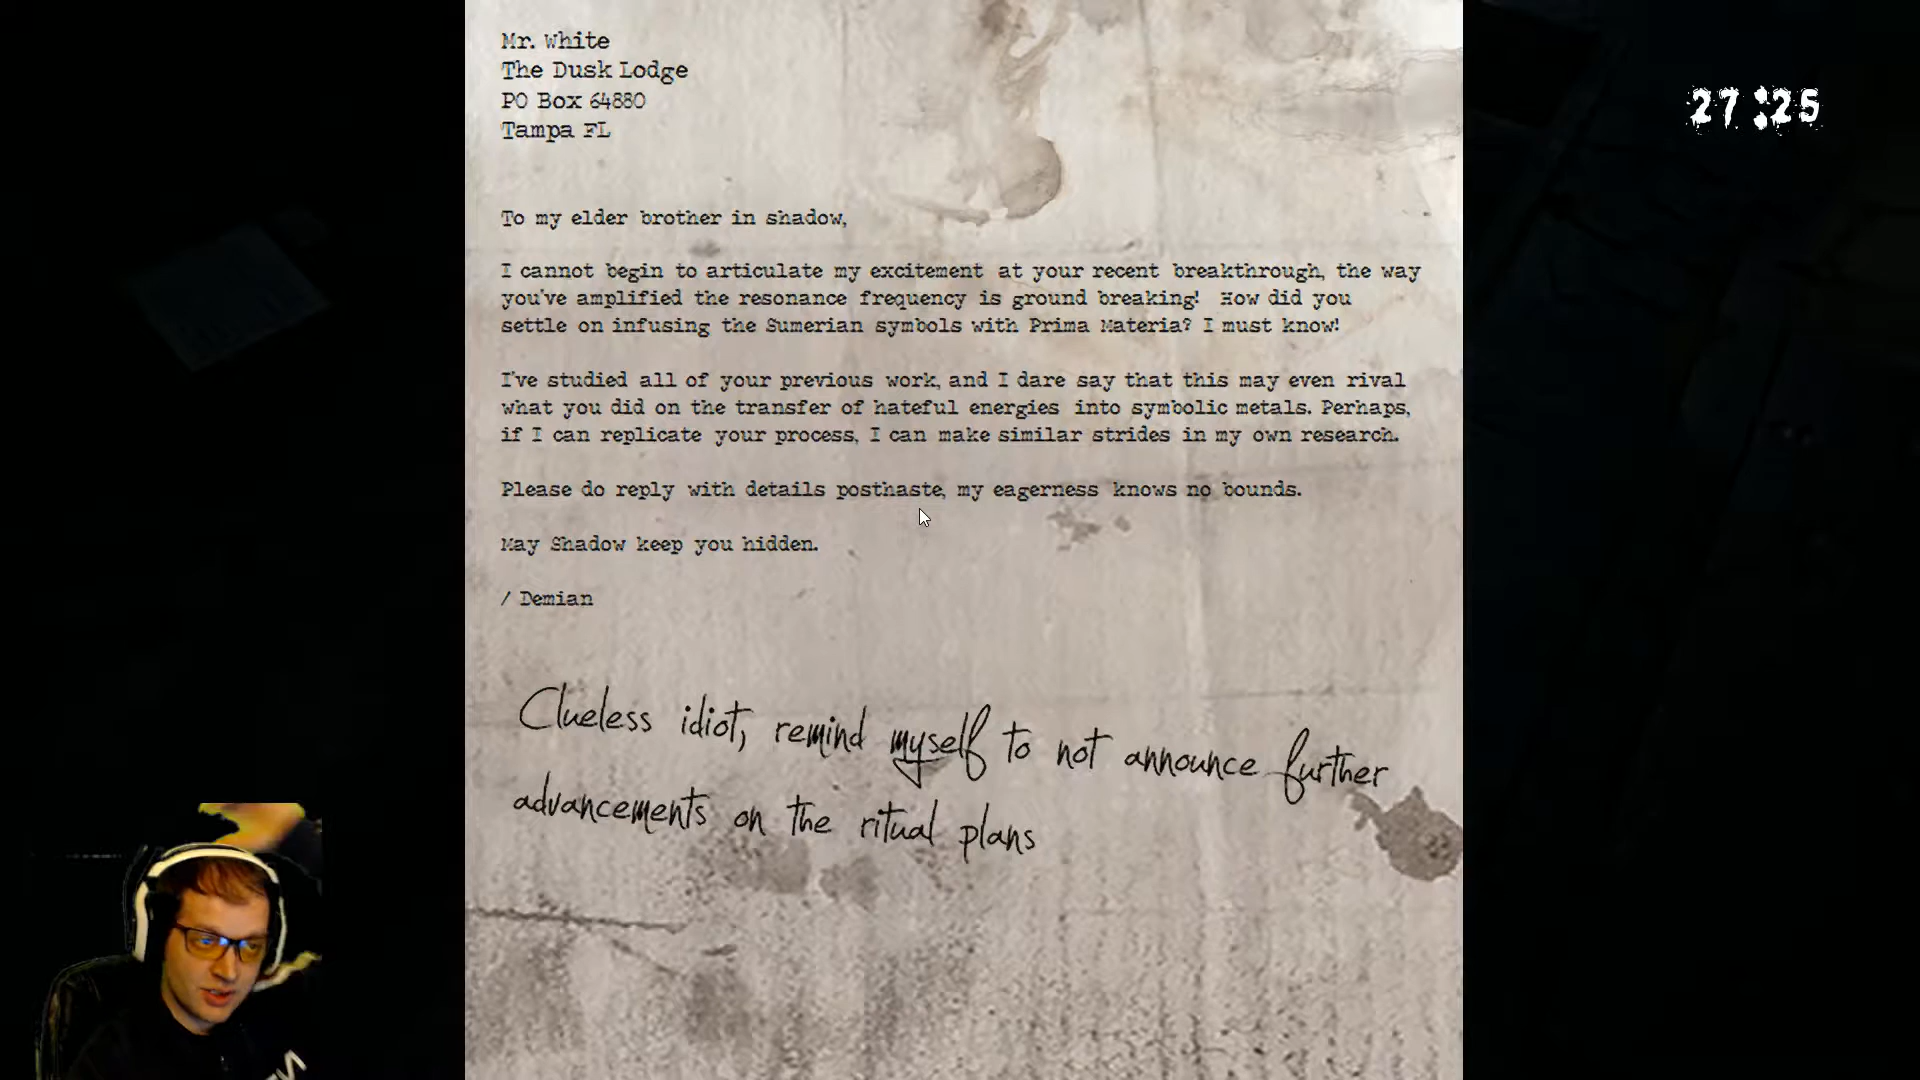 Mr. White
The Dusk Lodge
PO Box 64880
Tampa FL
27:25
To my elder brother in shadow,
I cannot begin to articulate my excitement at your recent breakthrough, the way
you've amplified the resonance frequency is ground breaking! How did you
settle on infusing the Sumerian symbols with Prima Materia? I must know!
I've studied all of your previous work, and I dare say that this may even rival
what you did on the transfer of hateful energies into symbolic metals. Perhaps,
if I can replicate your process, I can make similar strides in my own research.
Please do reply with details posthaste, my eagerness knows no bounds.
May Shadow keep you hidden.
/ Demian
Clueless idiot, remind myself to not announce further
advancements on the ritual plans